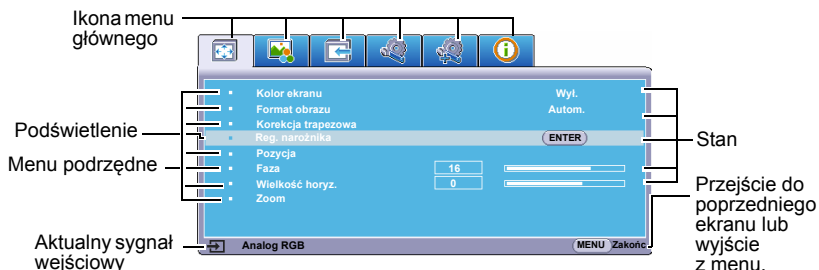 Ikona menu
głównego
Kolor ekranu Wył.
Format obrazu Autom.
Korekcja trapezowa
Podświetlenie
Reg. narożnika ENTER
Stan
Menu podrzędne
Pozycja
Faza 16
Wielkość horyz. 0
Zoom
Przejście do
poprzedniego
ekranu lub
wyjście
z menu.
Aktualny sygnał
wejściowy
Analog RGB MENU Zakońc